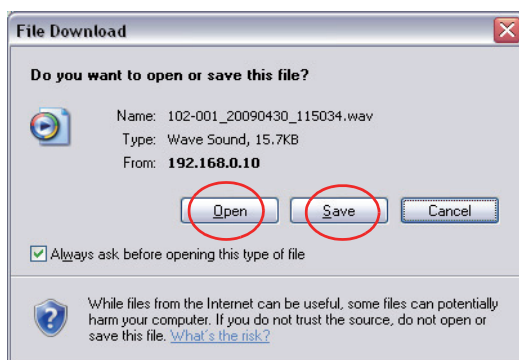 File Download
Do you want to open or save this file?
Name: 102-001_20090430_115034.wav
Type: Wave Sound, 15.7KB
From: 192.168.0.10
Open Save Cancel
Always ask before opening this type of file
While files from the Internet can be useful, some files can potentially
harm your computer. If you do not trust the source, do not open or
save this file. What's the risk?